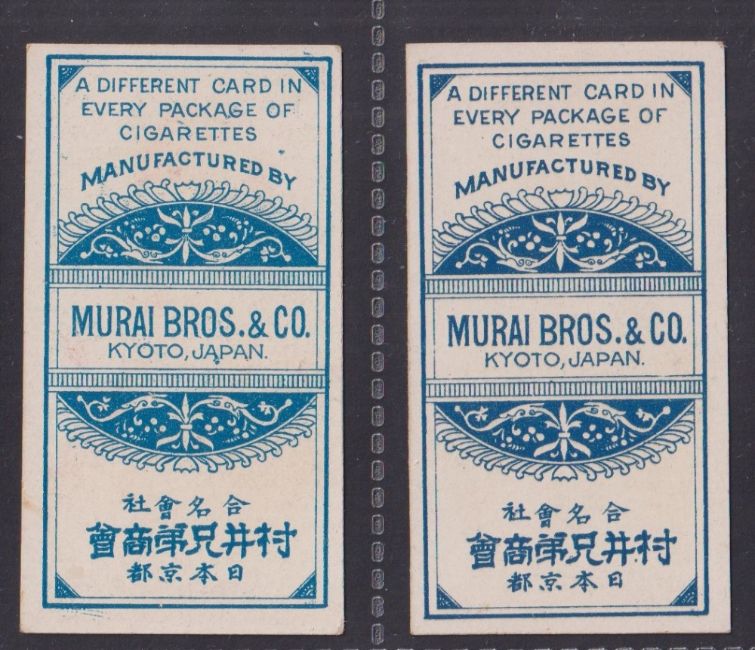 A DIFFERENT CARD IN
EVERY PACKAGE OF
CIGARETTES
MANUFACTURED BY
MURAI BROS. & CO.
KYOTO, JAPAN.
合名會社
村井兄弟商會
日本京都
A DIFFERENT CARD IN
EVERY PACKAGE OF
CIGARETTES
MANUFACTURED BY
MURAI BROS. & CO.
KYOTO, JAPAN.
合名會社
村井兄弟商會
日本京都